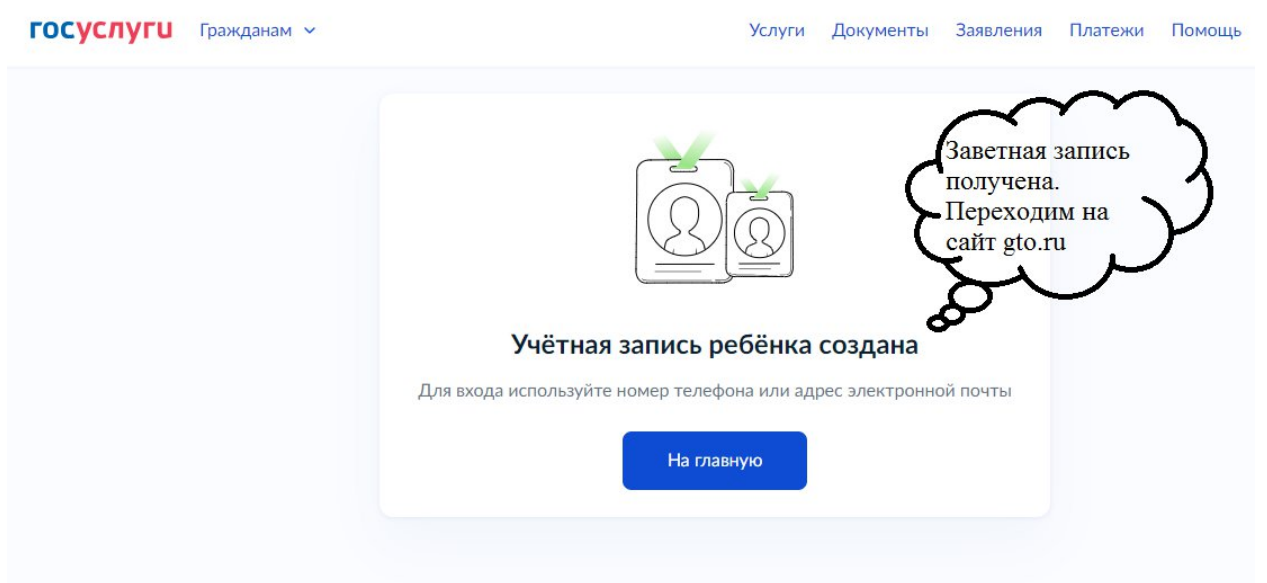 госуслуги Гражданам Услуги Документы Заявления Платежи Помощь
Заветная запись
получена.
Переходим на
сайт gto.ru
Учётная запись ребёнка создана
Для входа используйте номер телефона или адрес электронной почты
На главную